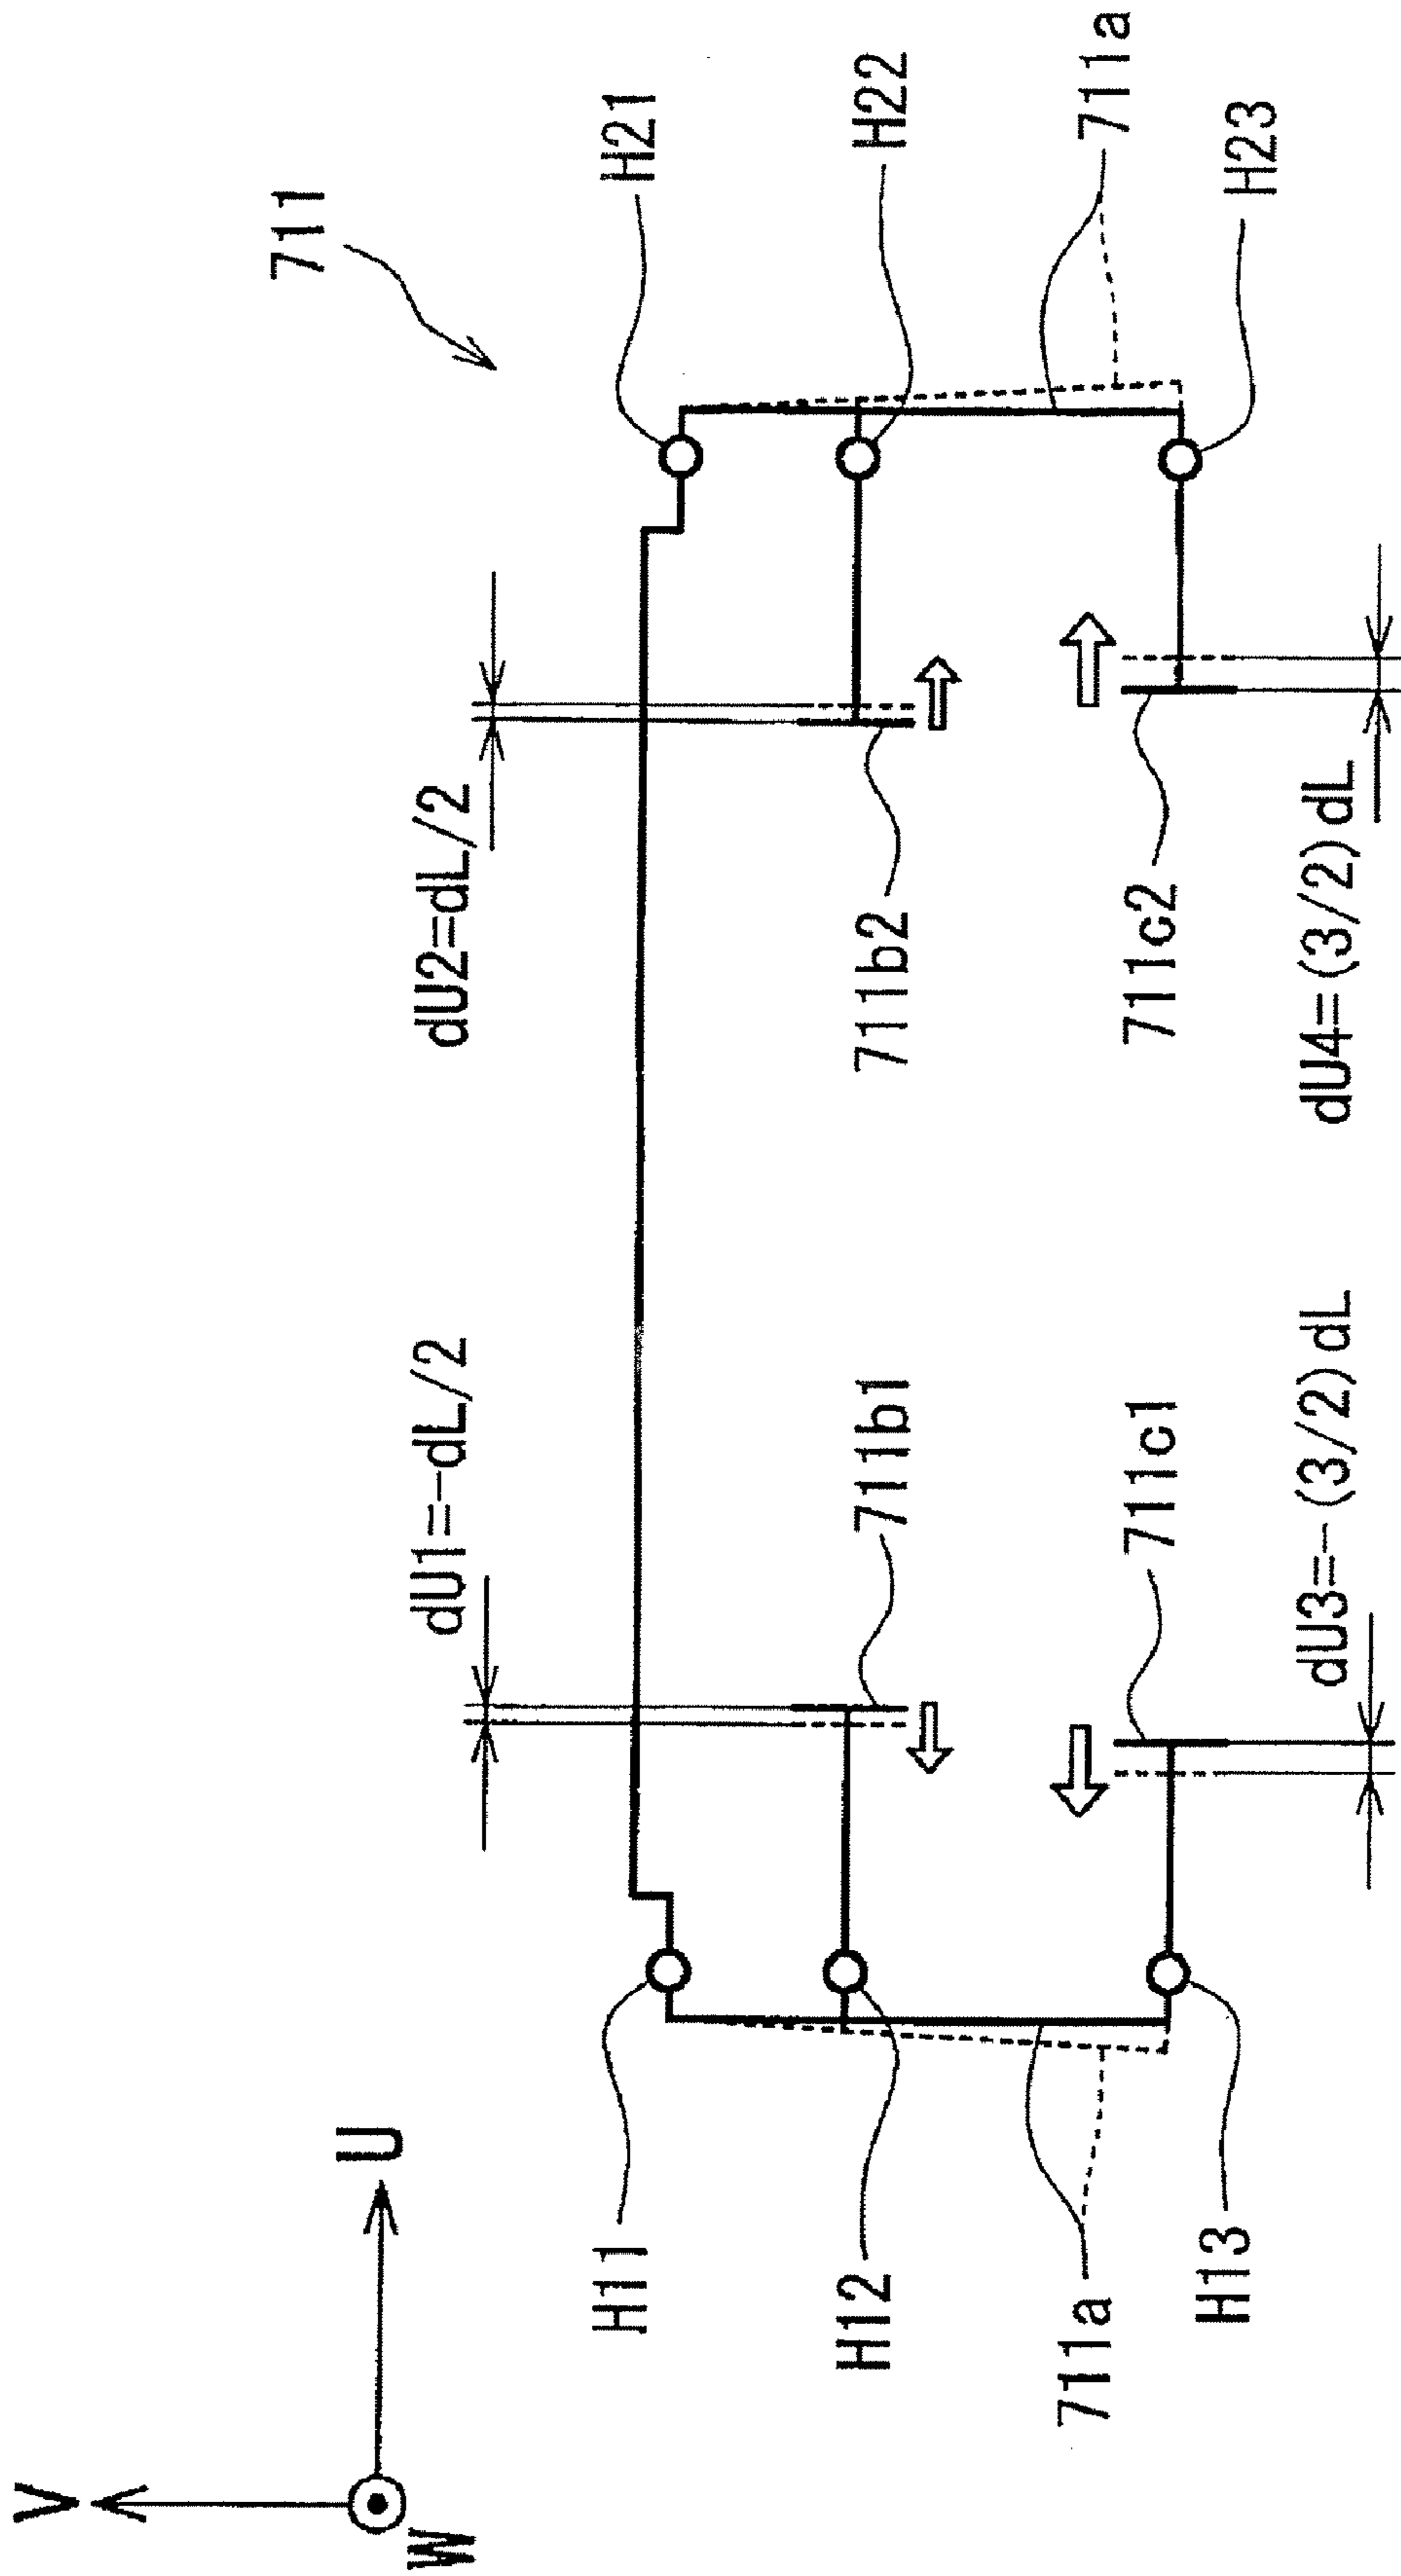 711
H21
H22
711a
H23
dU2=dL/2
711b2
711c2
dU4=(3/2)dL
dU1=-dL/2
711b1
711c1
dU3=-(3/2)dL
H11
H12
711a
H13
V
U
W